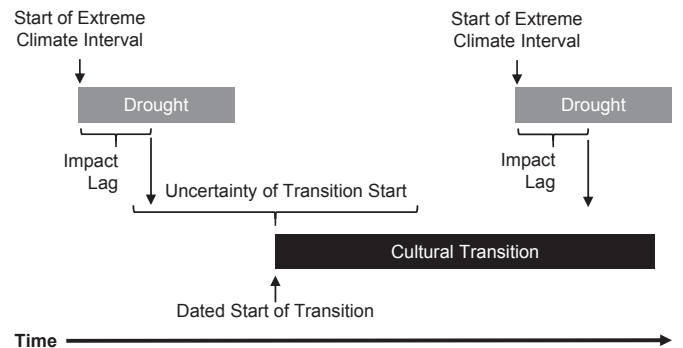 Start of Extreme
Climate Interval
Start of Extreme
Climate Interval
Drought
Drought
Impact
Lag
Impact
Lag
Uncertainty of Transition Start
Cultural Transition
Dated Start of Transition
Time